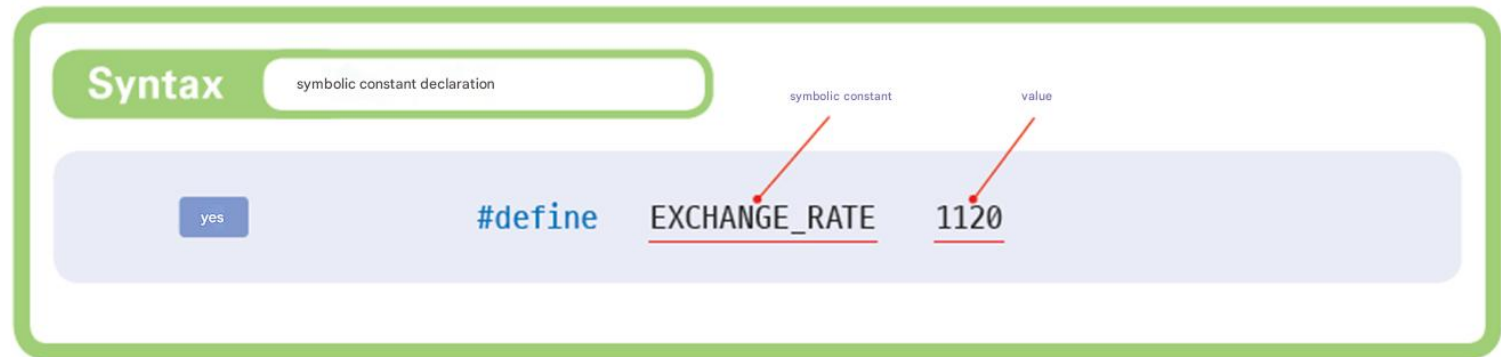 Syntax symbolic constant declaration
symbolic constant value
yes #define EXCHANGE_RATE 1120